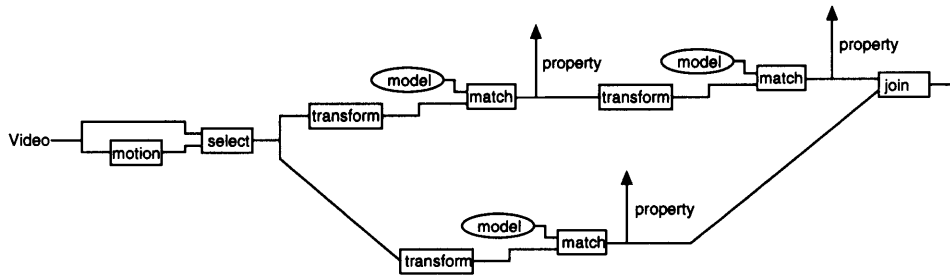 property
property
model
model
match
match
transform
transform
join
Video
motion
select
property
model
match
transform